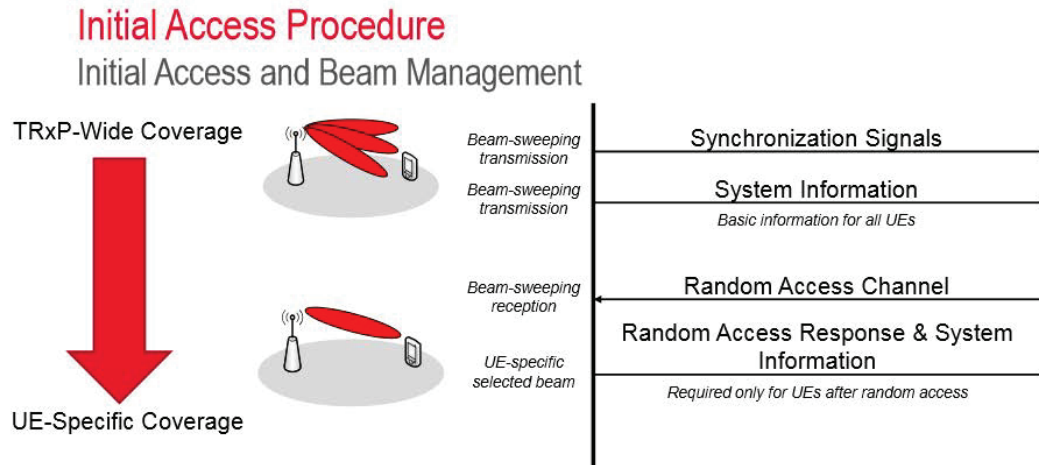 Initial Access Procedure
Initial Access and Beam Management
TRxP-Wide Coverage
Beam-sweeping
transmission
Synchronization Signals
Beam-sweeping
transmission
System Information
Basic information for all UEs
Beam-sweeping
reception
Random Access Channel
UE-specific
selected beam
Random Access Response & System
Information
Required only for UEs after random access
UE-Specific Coverage